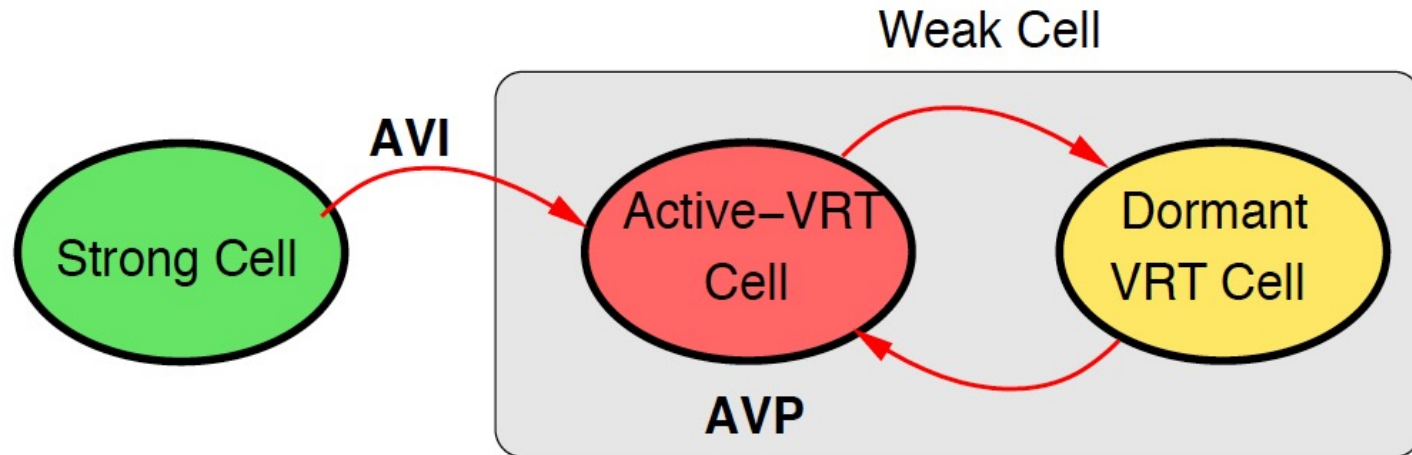 Weak Cell
AVI
Strong Cell
Active–VRT
Cell
Dormant
VRT Cell
AVP